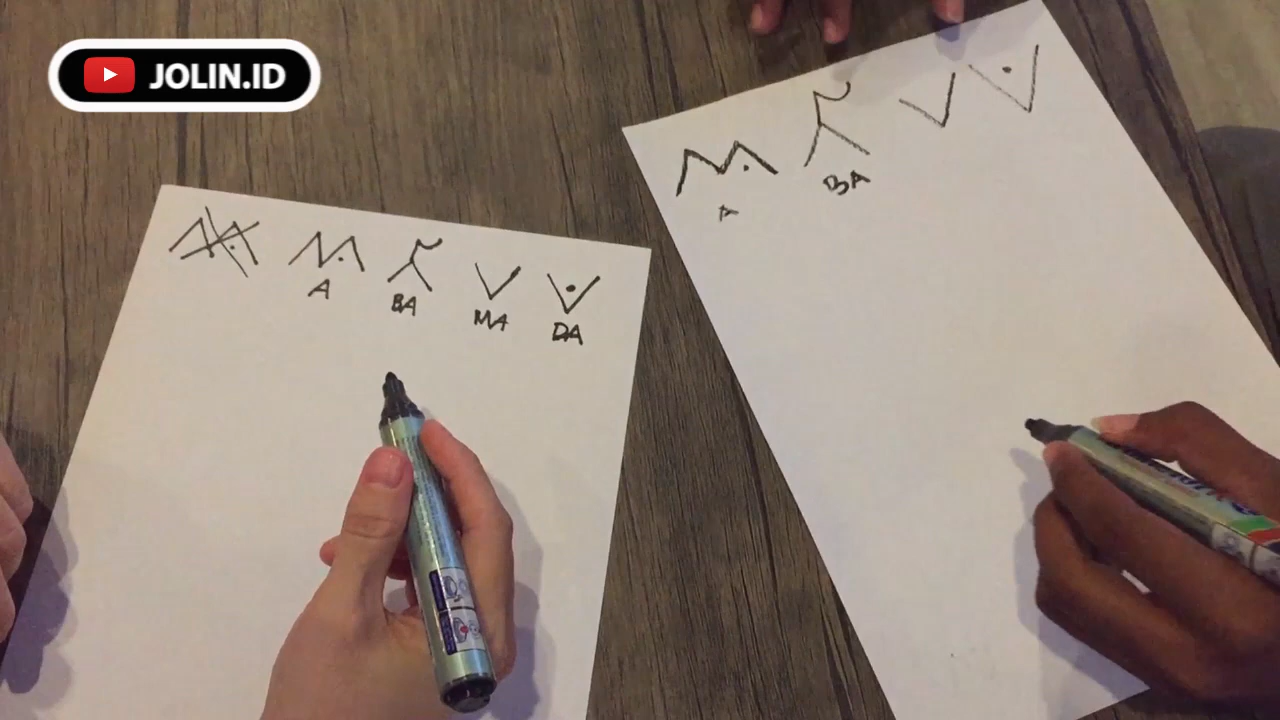 JOLIN.ID
ᨕ ᨅ ᨆ ᨉ
A BA MA DA
ᨕ ᨅ ᨆ ᨉ
A BA